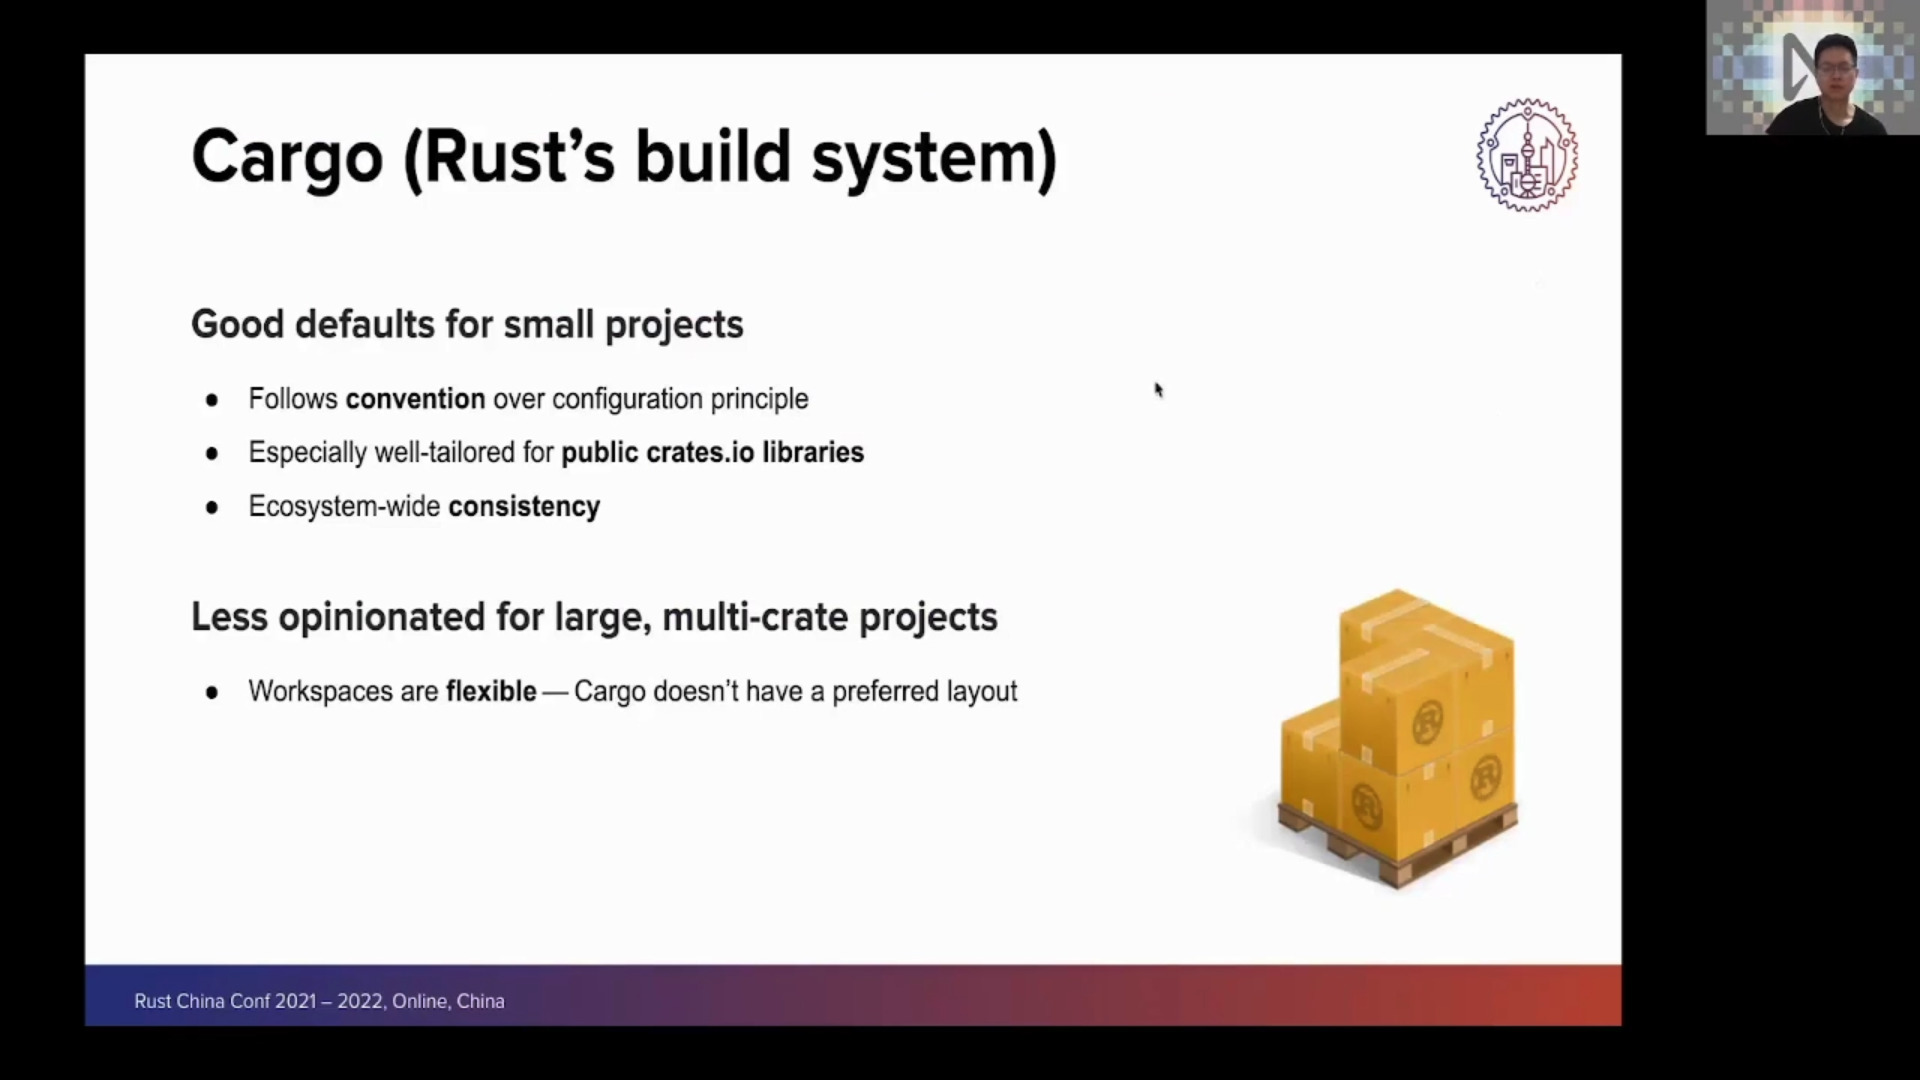 Cargo (Rust’s build system)
Good defaults for small projects
● Follows convention over configuration principle
● Especially well-tailored for public crates.io libraries
● Ecosystem-wide consistency
Less opinionated for large, multi-crate projects
● Workspaces are flexible — Cargo doesn’t have a preferred layout
R
R
R
Rust China Conf 2021 – 2022, Online, China